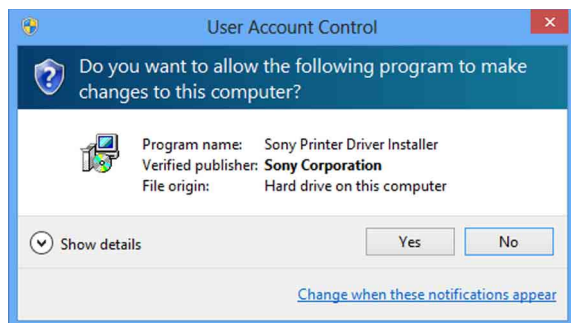 User Account Control
Do you want to allow the following program to make
changes to this computer?
Program name: Sony Printer Driver Installer
Verified publisher: Sony Corporation
File origin: Hard drive on this computer
Show details
Yes
No
Change when these notifications appear